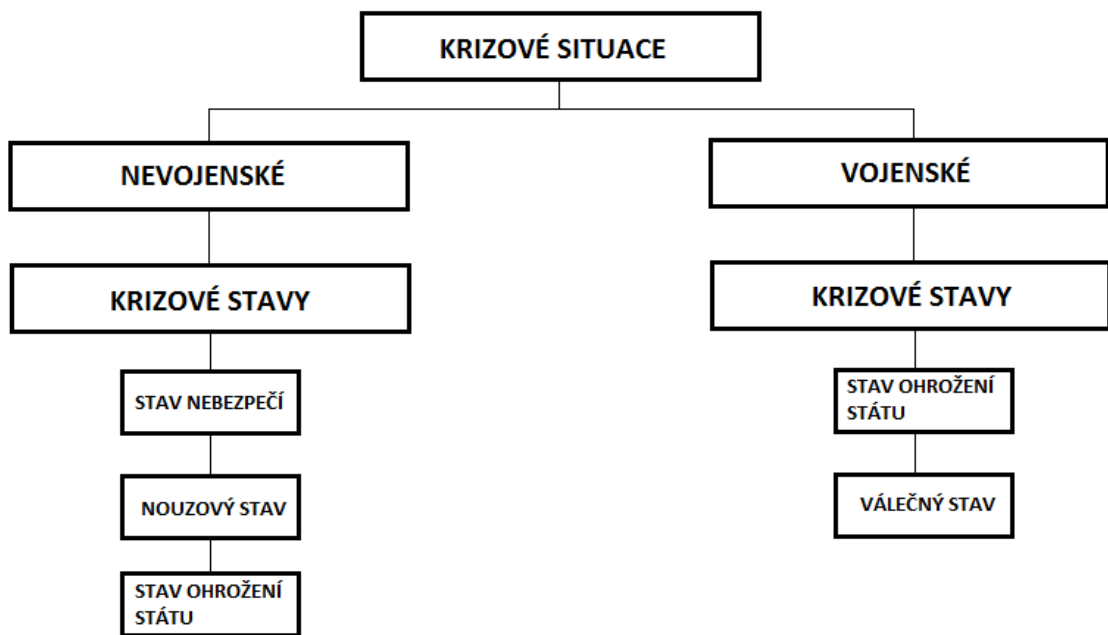 KRIZOVÉ SITUACE
NEVOJENSKÉ
VOJENSKÉ
KRIZOVÉ STAVY
KRIZOVÉ STAVY
STAV NEBEZPEČÍ
STAV OHROŽENÍ
STÁTU
NOUZOVÝ STAV
VÁLEČNÝ STAV
STAV OHROŽENÍ
STÁTU